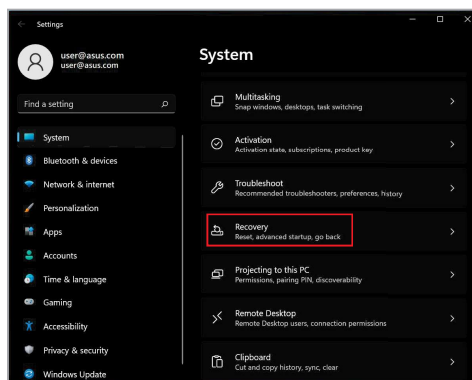 Settings
user@asus.com
user@asus.com
Find a setting
System
Bluetooth & devices
Network & internet
Personalization
Apps
Accounts
Time & language
Gaming
Accessibility
Privacy & security
Windows Update
System
Multitasking
Snap windows, desktops, task switching
Activation
Activation state, subscriptions, product key
Troubleshoot
Recommended troubleshooters, preferences, history
Recovery
Reset, advanced startup, go back
Projecting to this PC
Permissions, pairing PIN, discoverability
Remote Desktop
Remote Desktop users, connection permissions
Clipboard
Cut and copy history, sync, clear